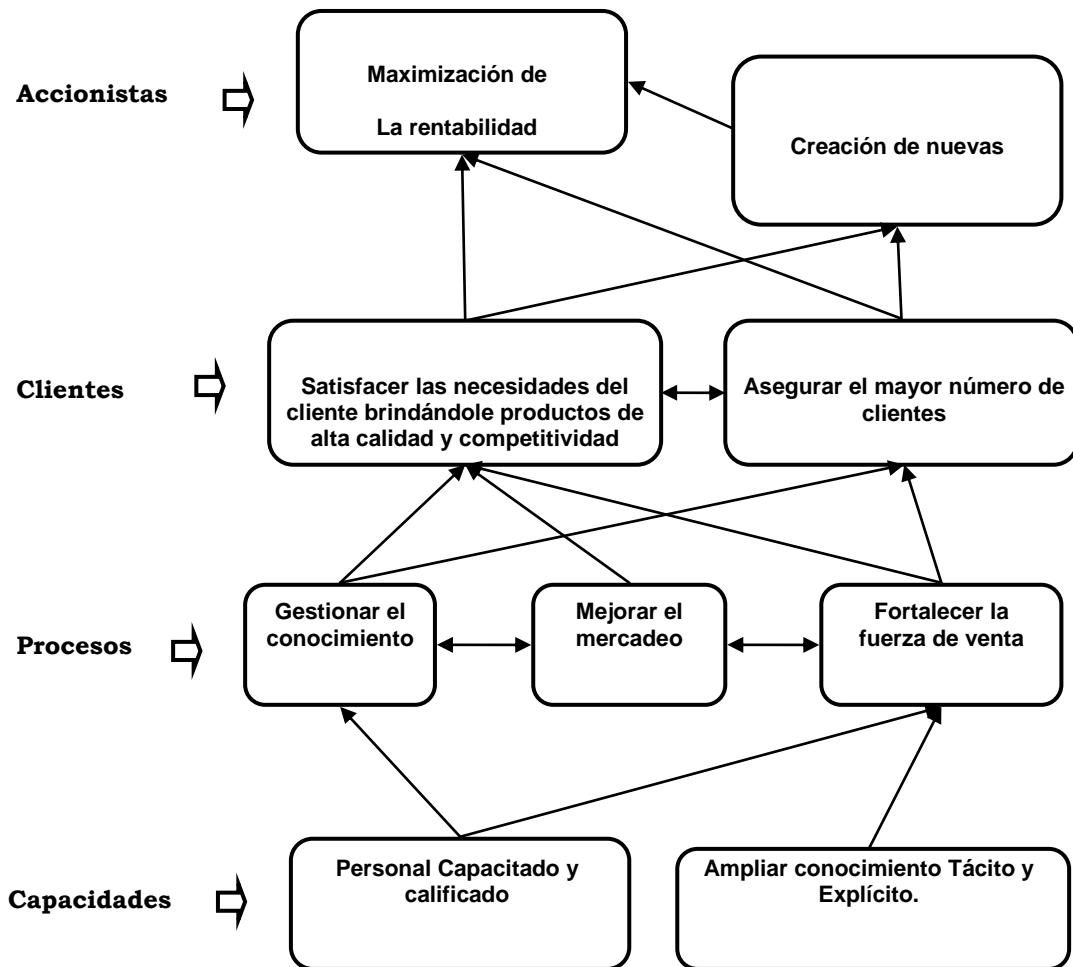 Accionistas
Maximización de
La rentabilidad
Creación de nuevas
Clientes
Satisfacer las necesidades del
cliente brindándole productos de
alta calidad y competitividad
Asegurar el mayor número de
clientes
Procesos
Gestionar el
conocimiento
Mejorar el
mercadeo
Fortalecer la
fuerza de venta
Capacidades
Personal Capacitado y
calificado
Ampliar conocimiento Tácito y
Explícito.